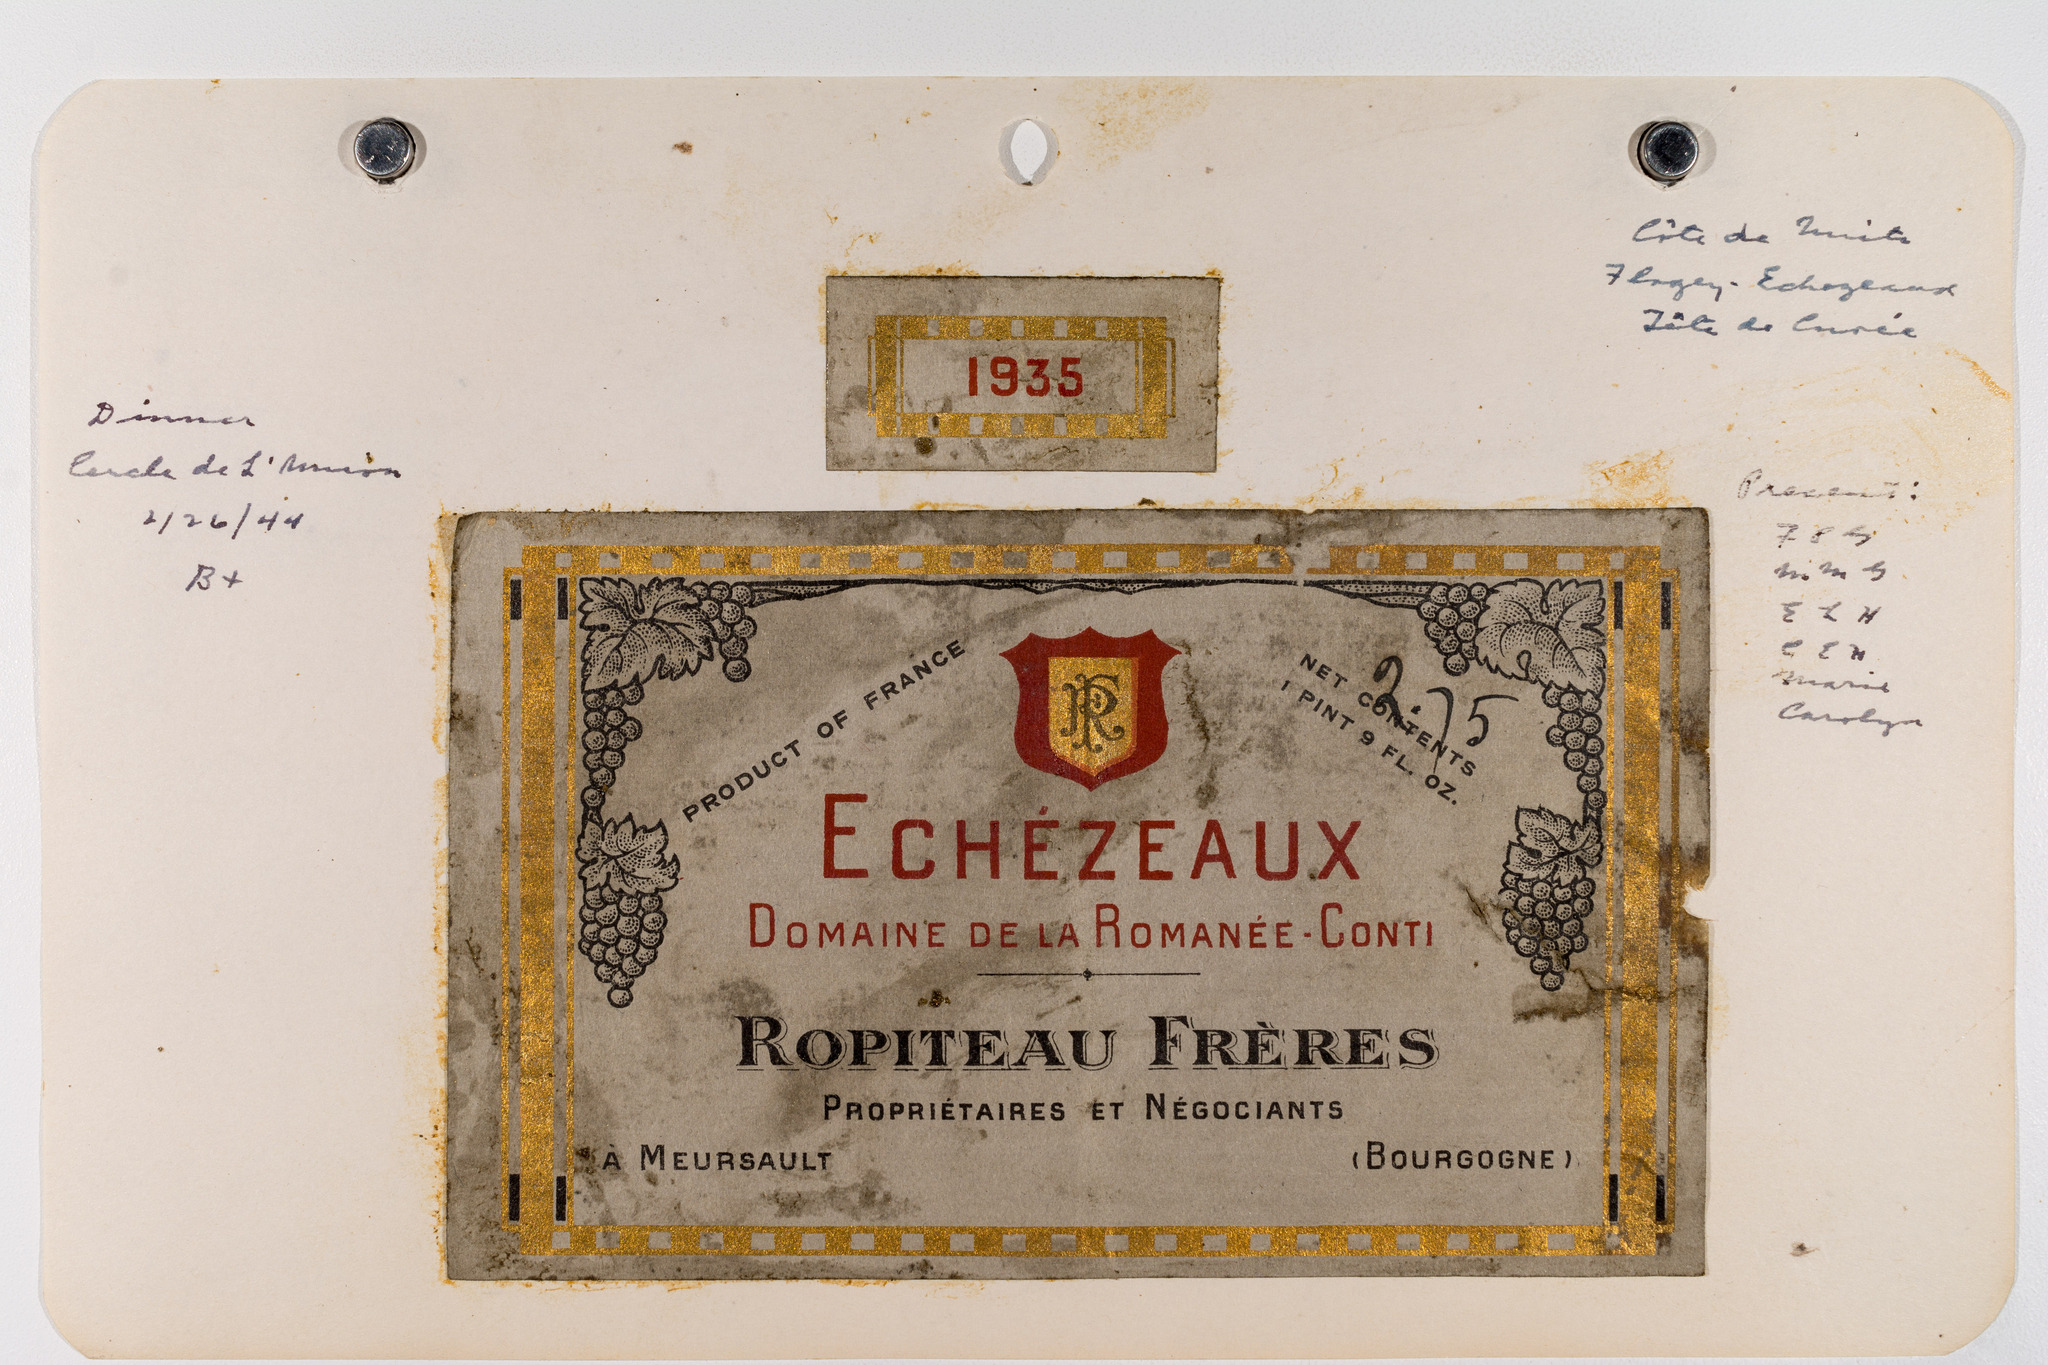 Côte de Nuits
Flagey-Echezeaux
Tête de Cuvée
1935
Dinner
Cercle de L'Union
2/26/44
B+
Present:
M M G
E L H
C E H
Marie
Carolyn
PRODUCT OF FRANCE
RF
NET CONTENTS
1 PINT 9 FL. OZ.
2.75
ECHÉZEAUX
DOMAINE DE LA ROMANÉE-CONTI
ROPITEAU FRÈRES
PROPRIÉTAIRES ET NÉGOCIANTS
À MEURSAULT (BOURGOGNE)